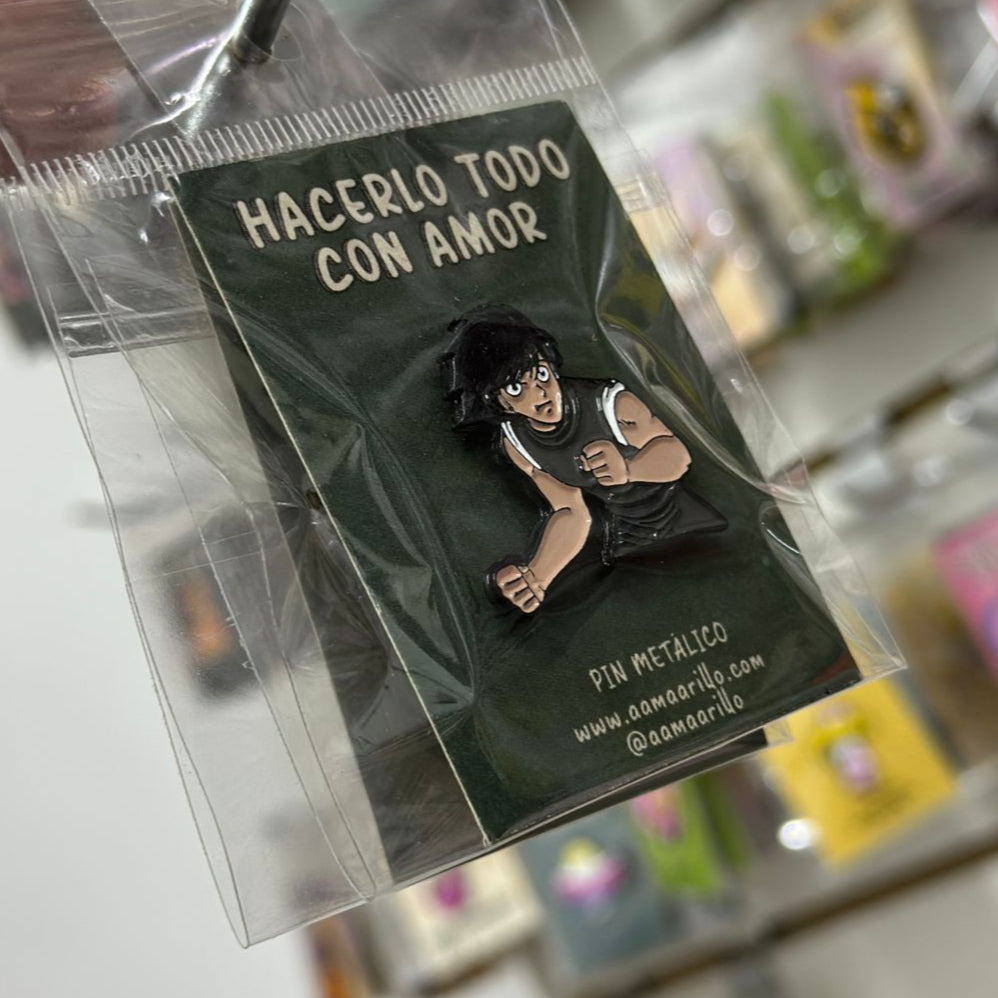 HACERLO TODO
CON AMOR
PIN METÁLICO
www.aamaarillo.com
@aamaarillo